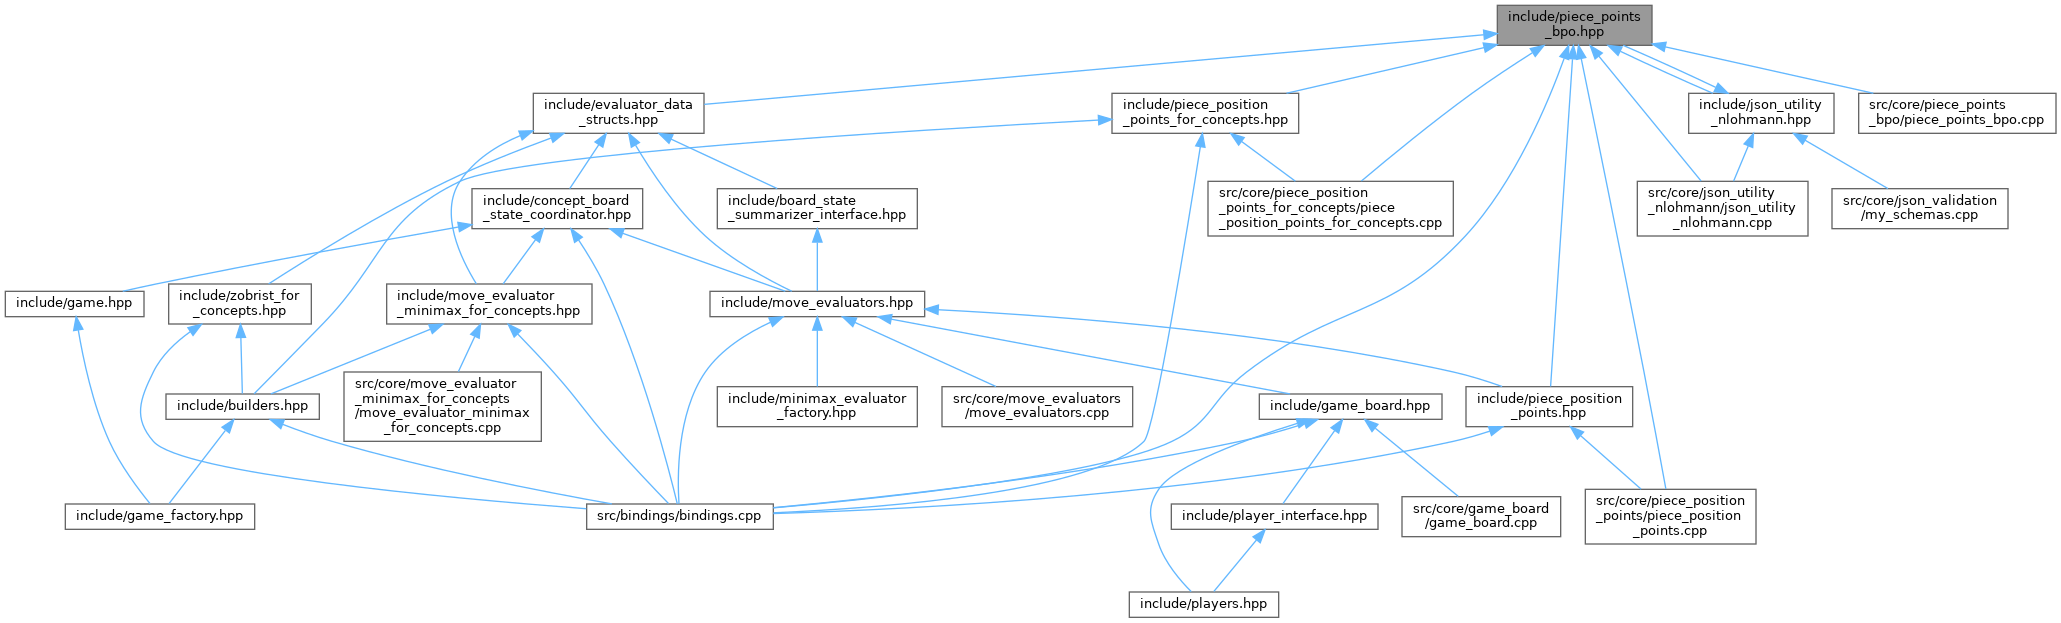 include/piece_points
_bpo.hpp
include/evaluator_data
_structs.hpp
include/piece_position
_points_for_concepts.hpp
include/json_utility
_nlohmann.hpp
src/core/piece_points
_bpo/piece_points_bpo.cpp
include/concept_board
_state_coordinator.hpp
include/board_state
_summarizer_interface.hpp
src/core/piece_position
_points_for_concepts/piece
_position_points_for_concepts.cpp
src/core/json_utility
_nlohmann/json_utility
_nlohmann.cpp
src/core/json_validation
/my_schemas.cpp
include/game.hpp
include/zobrist_for
_concepts.hpp
include/move_evaluator
_minimax_for_concepts.hpp
include/move_evaluators.hpp
include/builders.hpp
src/core/move_evaluator
_minimax_for_concepts
/move_evaluator_minimax
_for_concepts.cpp
include/minimax_evaluator
_factory.hpp
src/core/move_evaluators
/move_evaluators.cpp
include/game_board.hpp
include/piece_position
_points.hpp
include/game_factory.hpp
src/bindings/bindings.cpp
include/player_interface.hpp
src/core/game_board
/game_board.cpp
src/core/piece_position
_points/piece_position
_points.cpp
include/players.hpp